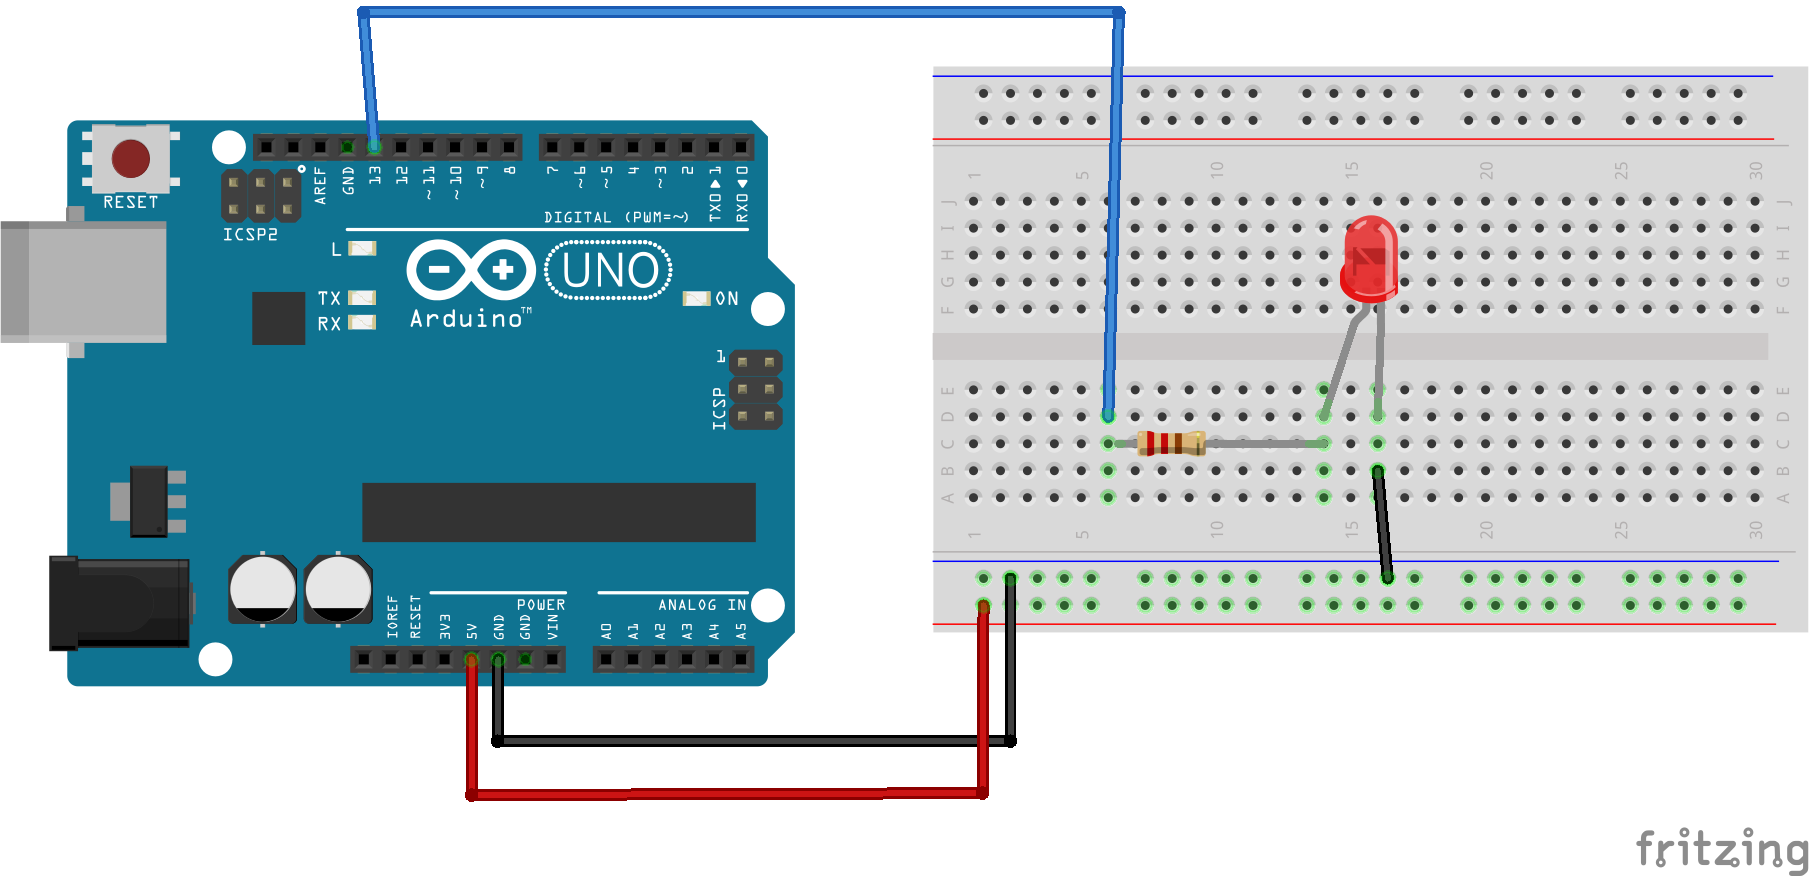 RESET
ICSP2
AREF
GND
13
12
~11
~10
~9
8
7
~6
~5
4
~3
2
TX0▶1
RX0◀0
DIGITAL (PWM=~)
L
TX
RX
UNO
Arduino™
ON
1
ICSP
IOREF
RESET
3V3
5V
GND
GND
VIN
POWER
ANALOG IN
A0
A1
A2
A3
A4
A5
1 5 10 15 20 25 30
J J
I I
H H
G G
F F
E E
D D
C C
B B
A A
1 5 10 15 20 25 30
fritzing